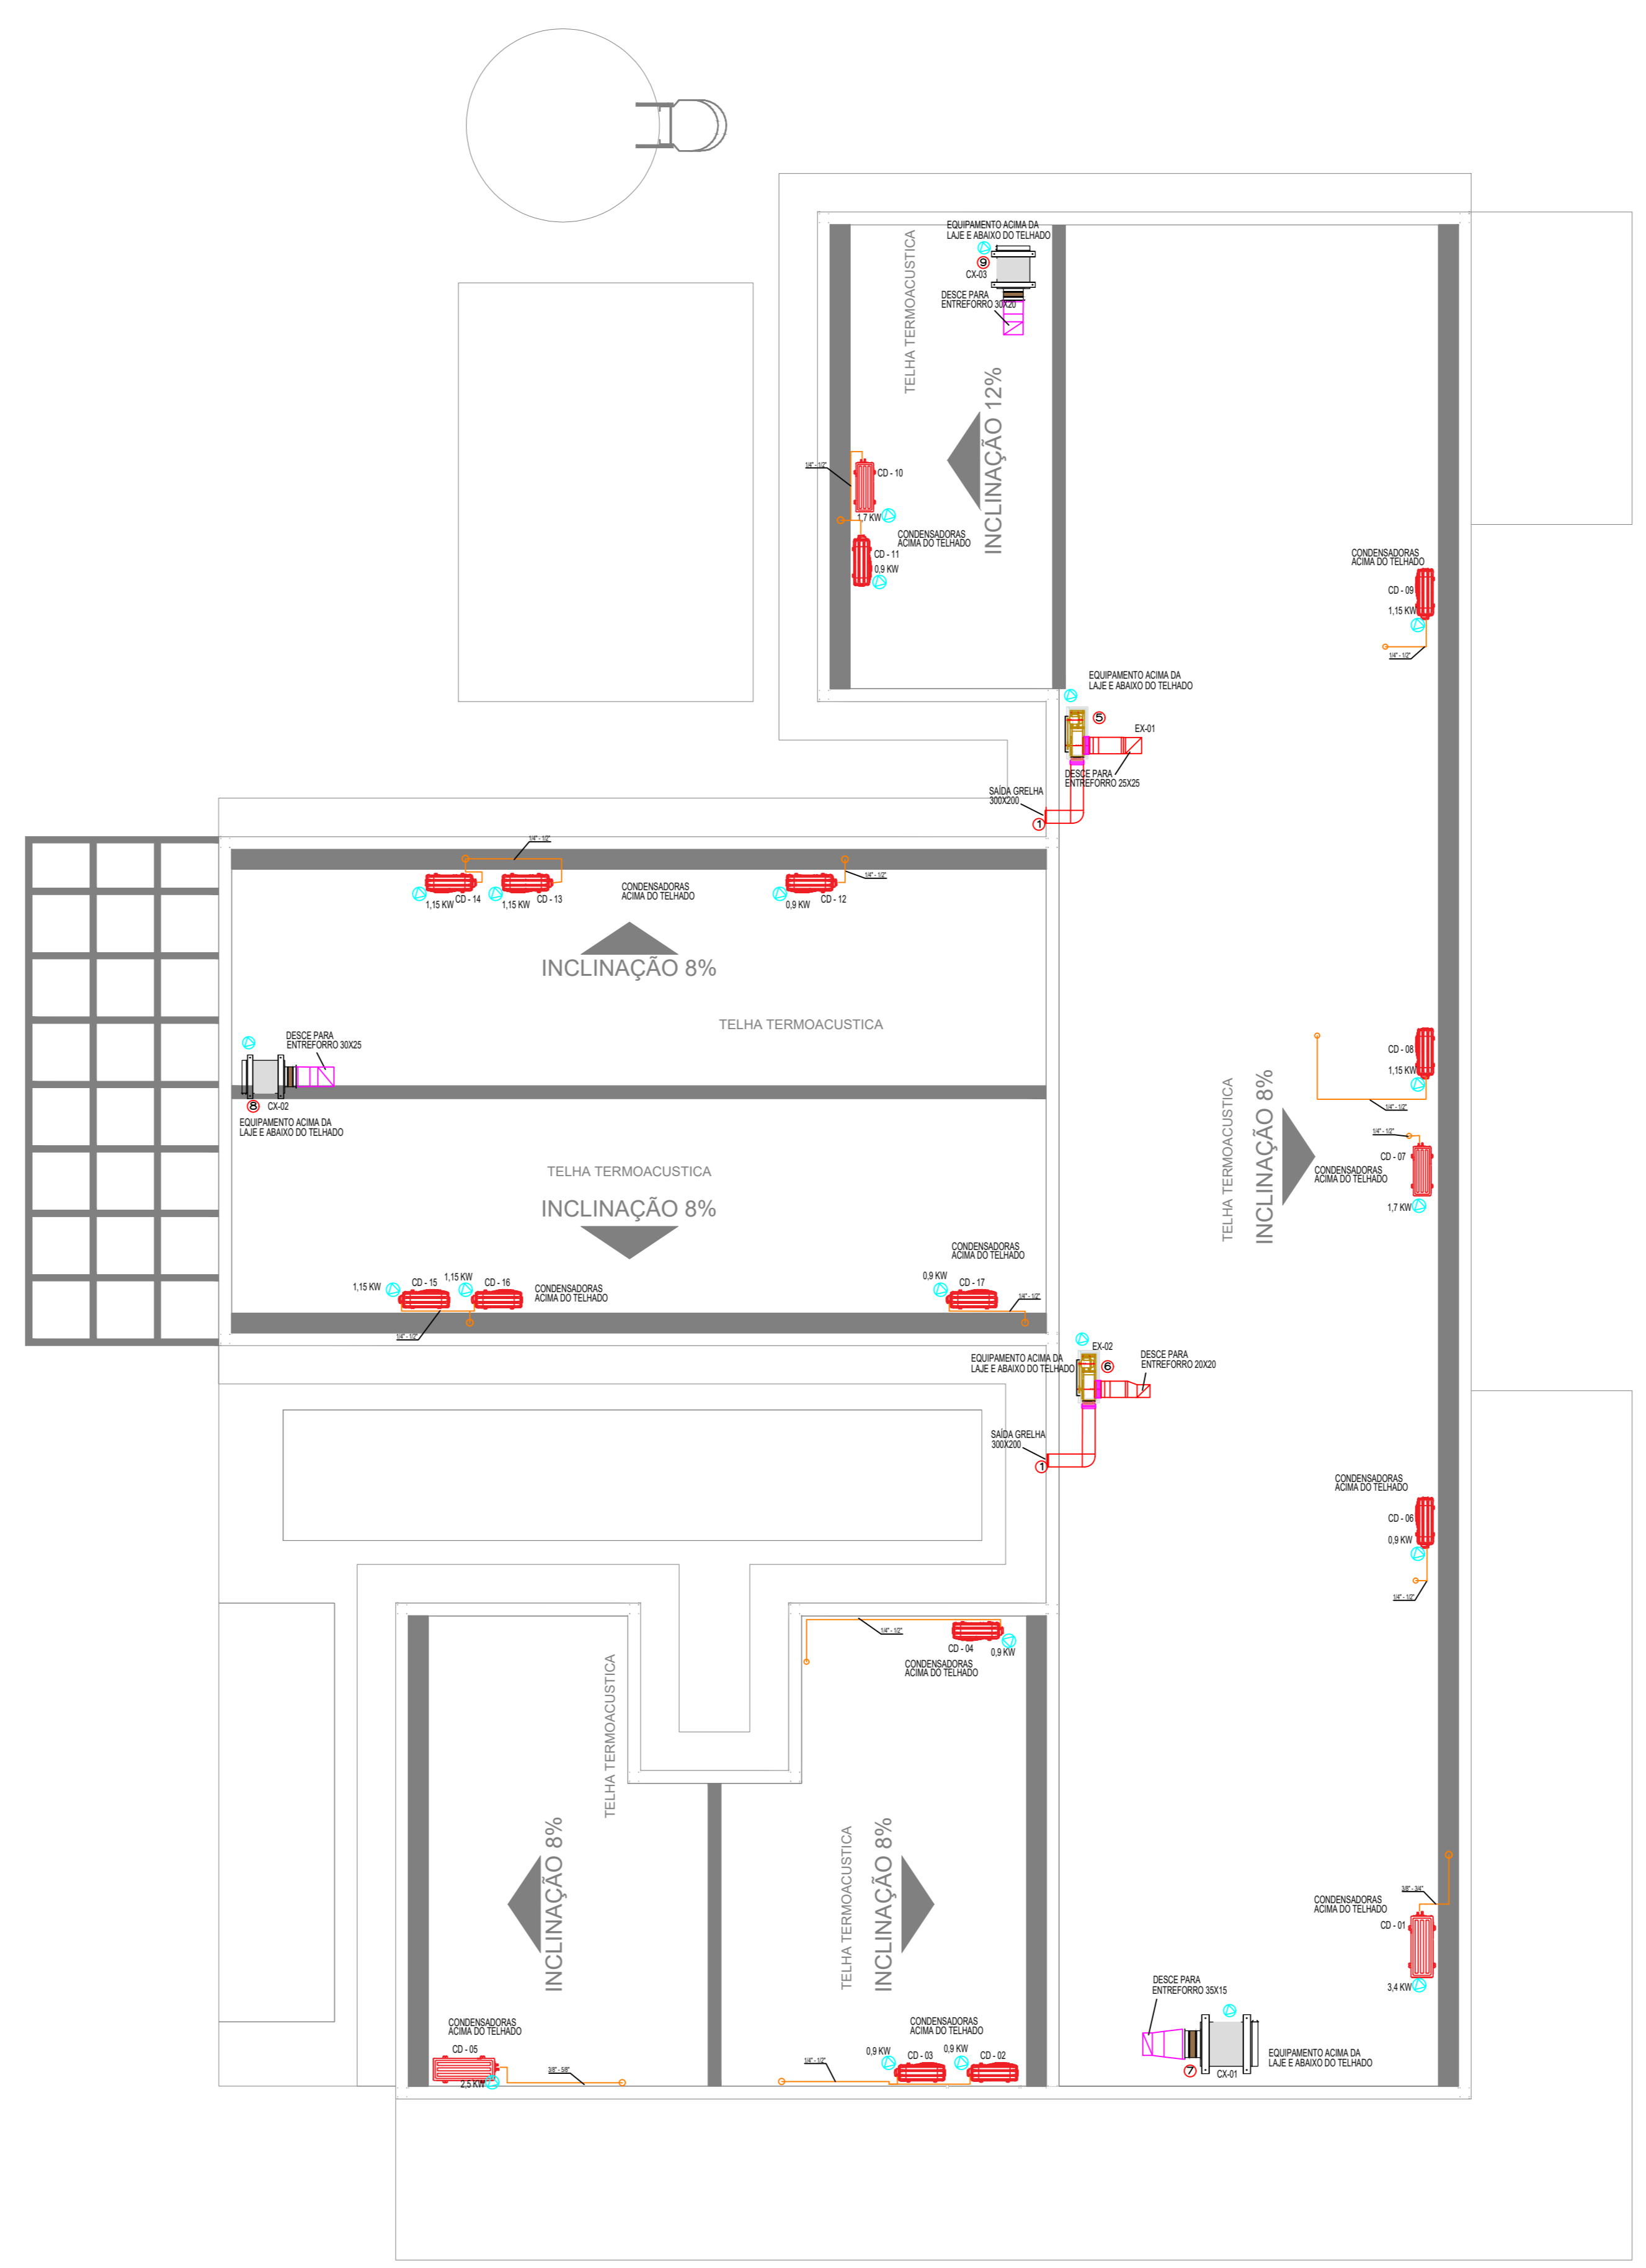 EQUIPAMENTO ACIMA DA
LAJE E ABAIXO DO TELHADO
9
CX-03
DESCE PARA
ENTREFORRO 30X20
TELHA TERMOACUSTICA
INCLINAÇÃO 12%
1/4" - 1/2"
CD - 10
1,7 KW
CONDENSADORAS
ACIMA DO TELHADO
CD - 11
0,9 KW
CONDENSADORAS
ACIMA DO TELHADO
CD - 09
1,15 KW
1/4" - 1/2"
EQUIPAMENTO ACIMA DA
LAJE E ABAIXO DO TELHADO
5
EX-01
DESCE PARA
ENTREFORRO 25X25
SAÍDA GRELHA
300X200
1
1/4" - 1/2"
1,15 KW
CD - 14
1,15 KW
CD - 13
CONDENSADORAS
ACIMA DO TELHADO
1/4" - 1/2"
0,9 KW
CD - 12
INCLINAÇÃO 8%
TELHA TERMOACUSTICA
DESCE PARA
ENTREFORRO 30X25
8
CX-02
EQUIPAMENTO ACIMA DA
LAJE E ABAIXO DO TELHADO
CD - 08
1,15 KW
1/4" - 1/2"
1/4" - 1/2"
CD - 07
CONDENSADORAS
ACIMA DO TELHADO
1,7 KW
TELHA TERMOACUSTICA
INCLINAÇÃO 8%
TELHA TERMOACUSTICA
INCLINAÇÃO 8%
1,15 KW
CD - 15
1,15 KW
CD - 16
CONDENSADORAS
ACIMA DO TELHADO
1/4" - 1/2"
CONDENSADORAS
ACIMA DO TELHADO
0,9 KW
CD - 17
1/4" - 1/2"
EX-02
EQUIPAMENTO ACIMA DA
LAJE E ABAIXO DO TELHADO
6
DESCE PARA
ENTREFORRO 20X20
SAÍDA GRELHA
300X200
1
CONDENSADORAS
ACIMA DO TELHADO
CD - 06
0,9 KW
1/4" - 1/2"
1/4" - 1/2"
CD - 04
0,9 KW
CONDENSADORAS
ACIMA DO TELHADO
TELHA TERMOACUSTICA
INCLINAÇÃO 8%
TELHA TERMOACUSTICA
INCLINAÇÃO 8%
3/8" - 3/4"
CONDENSADORAS
ACIMA DO TELHADO
CD - 01
3,4 KW
DESCE PARA
ENTREFORRO 35X15
EQUIPAMENTO ACIMA DA
LAJE E ABAIXO DO TELHADO
7
CX-01
CONDENSADORAS
ACIMA DO TELHADO
CD - 05
2,5 KW
3/8" - 5/8"
CONDENSADORAS
ACIMA DO TELHADO
0,9 KW
CD - 03
0,9 KW
CD - 02
1/4" - 1/2"